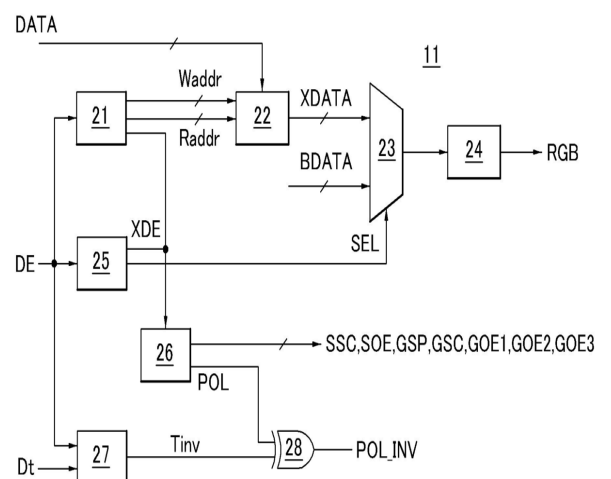 DATA
11
Waddr
21
22
XDATA
Raddr
23
24
RGB
BDATA
XDE
SEL
DE
25
26
SSC,SOE,GSP,GSC,GOE1,GOE2,GOE3
POL
27
Tinv
28
POL_INV
Dt